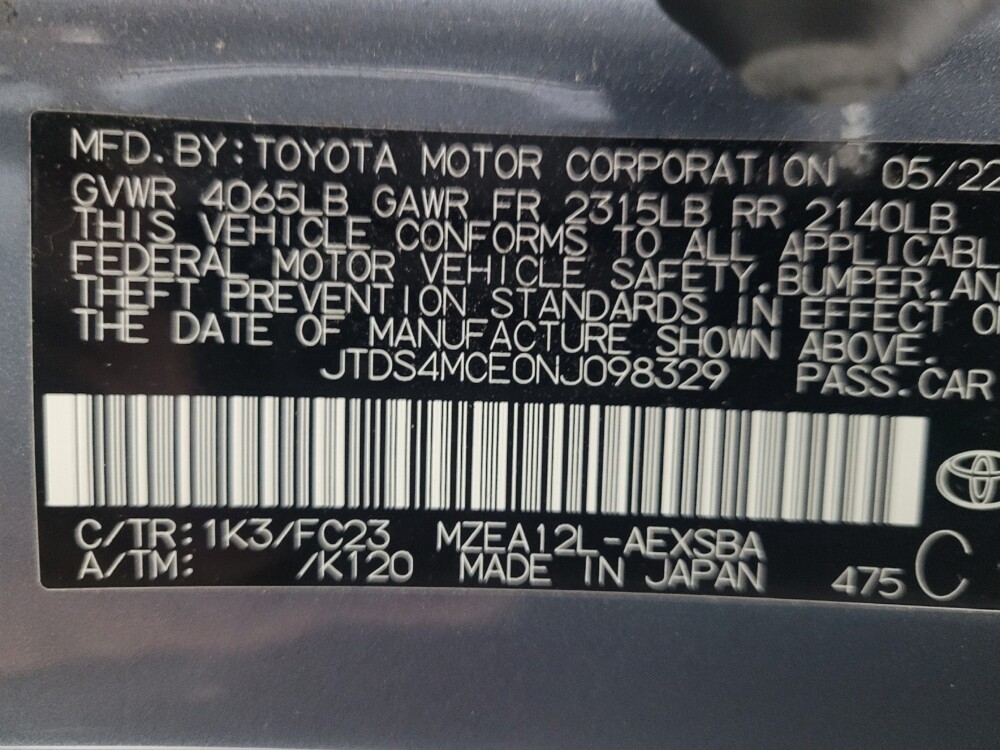 MFD.BY:TOYOTA MOTOR CORPORATION 05/22
GVWR 4065LB GAWR FR 2315LB RR 2140LB
THIS VEHICLE CONFORMS TO ALL APPLICABL
FEDERAL MOTOR VEHICLE SAFETY,BUMPER,AN
THEFT PREVENTION STANDARDS IN EFFECT O
THE DATE OF MANUFACTURE SHOWN ABOVE.
JTDS4MCE0NJ098329 PASS.CAR
C/TR:1K3/FC23 MZEA12L-AEXSBA
A/TM: /K120 MADE IN JAPAN 475 C